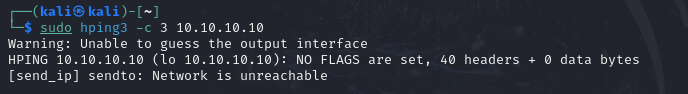 ┌──(kali㉿kali)-[~]
└─$ sudo hping3 -c 3 10.10.10.10
Warning: Unable to guess the output interface
HPING 10.10.10.10 (lo 10.10.10.10): NO FLAGS are set, 40 headers + 0 data bytes
[send_ip] sendto: Network is unreachable